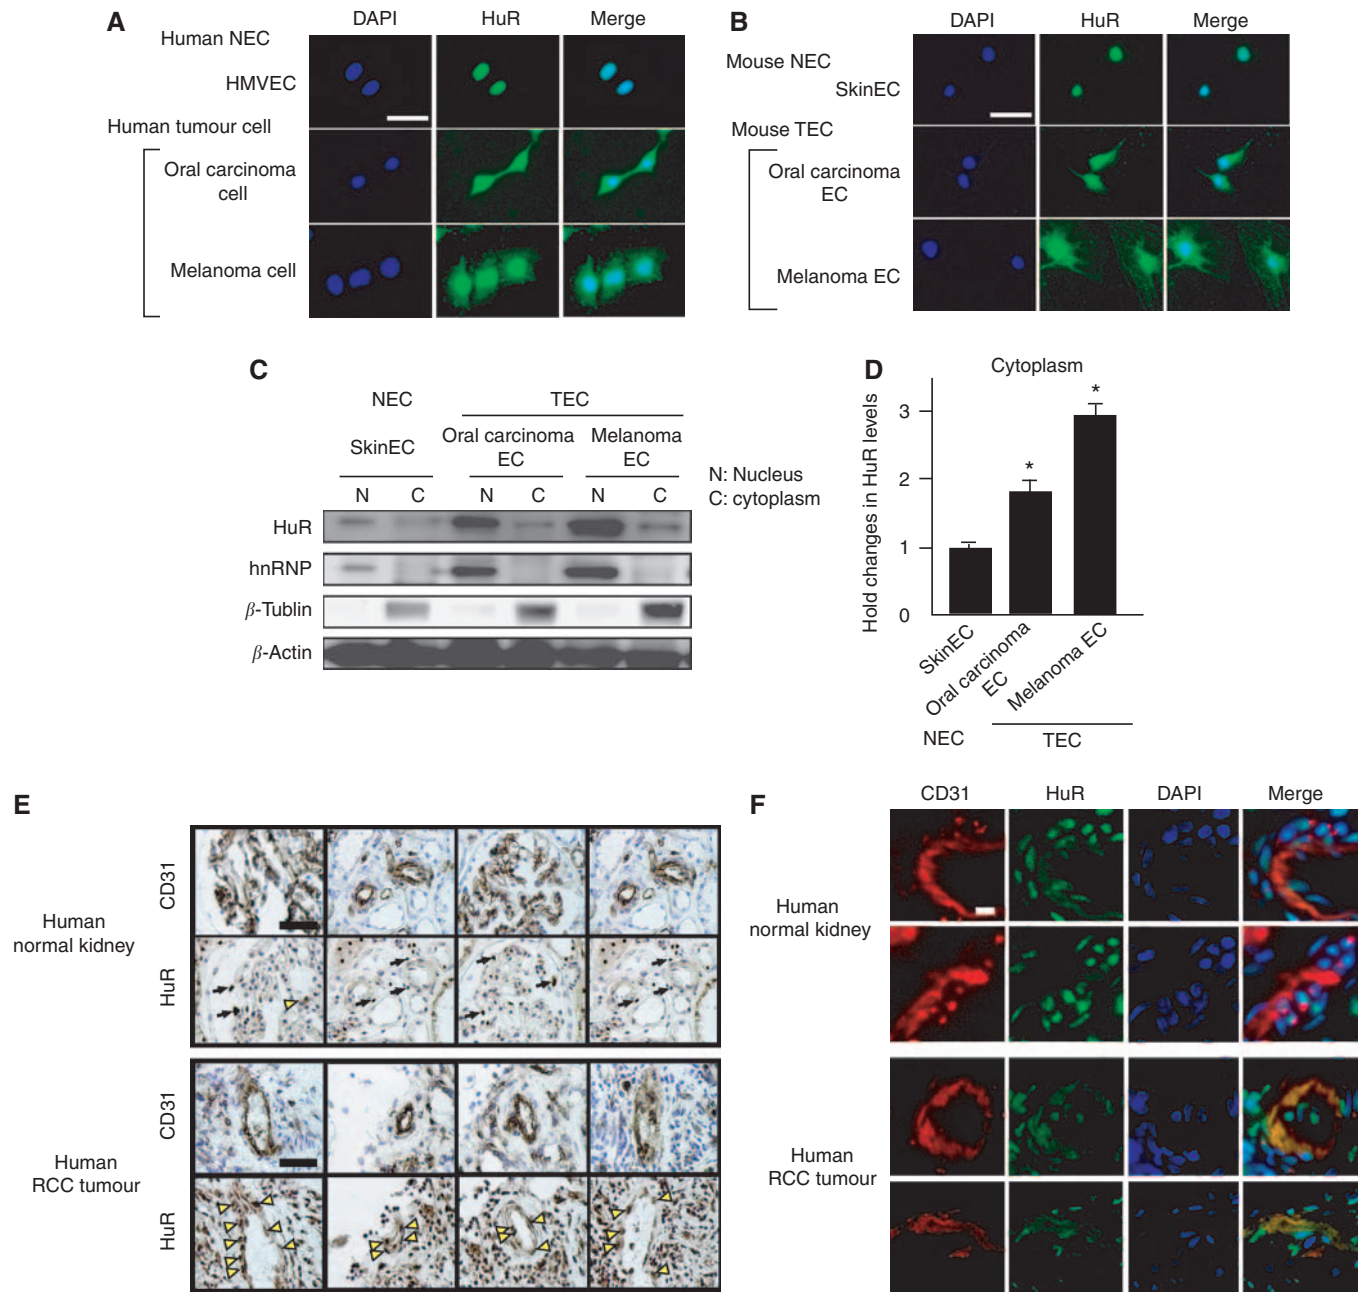 A
DAPI
HuR
Merge
Human NEC
HMVEC
Human tumour cell
Oral carcinoma
cell
Melanoma cell
B
DAPI
HuR
Merge
Mouse NEC
SkinEC
Mouse TEC
Oral carcinoma
EC
Melanoma EC
C
NEC
TEC
SkinEC
Oral carcinoma
EC
Melanoma
EC
N
C
N
C
N
C
N: Nucleus
C: cytoplasm
HuR
hnRNP
β-Tublin
β-Actin
D
Cytoplasm
Hold changes in HuR levels
3
2
1
0
*
*
SkinEC
Oral carcinoma
EC
Melanoma EC
NEC
TEC
E
Human
normal kidney
CD31
HuR
Human
RCC tumour
CD31
HuR
F
CD31
HuR
DAPI
Merge
Human
normal kidney
Human
RCC tumour